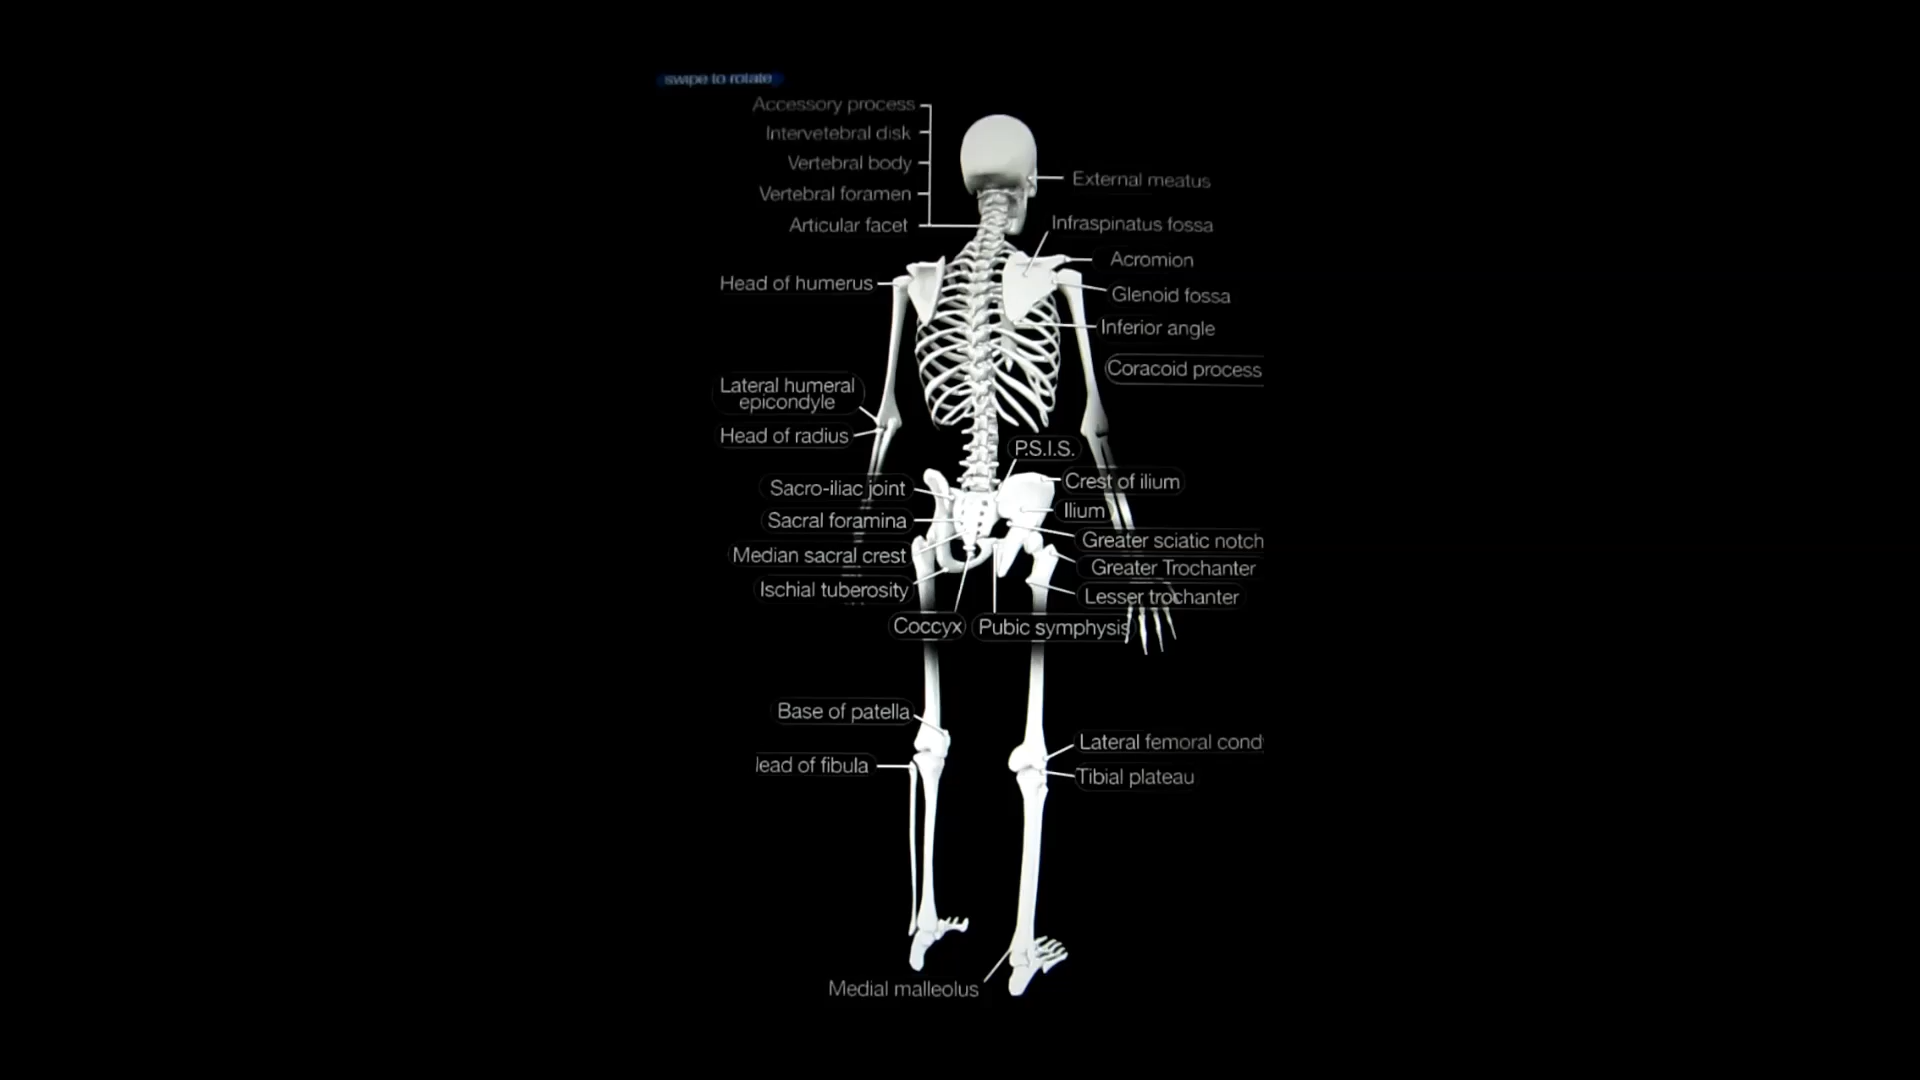 swipe to rotate
Accessory process
Intervetebral disk
Vertebral body
Vertebral foramen
Articular facet
External meatus
Infraspinatus fossa
Acromion
Head of humerus
Glenoid fossa
Inferior angle
Coracoid process
Lateral humeral
epicondyle
Head of radius
P.S.I.S.
Crest of ilium
Sacro-iliac joint
Ilium
Sacral foramina
Greater sciatic notch
Median sacral crest
Greater Trochanter
Ischial tuberosity
Lesser trochanter
Coccyx
Pubic symphysis
Base of patella
Lateral femoral cond
lead of fibula
Tibial plateau
Medial malleolus